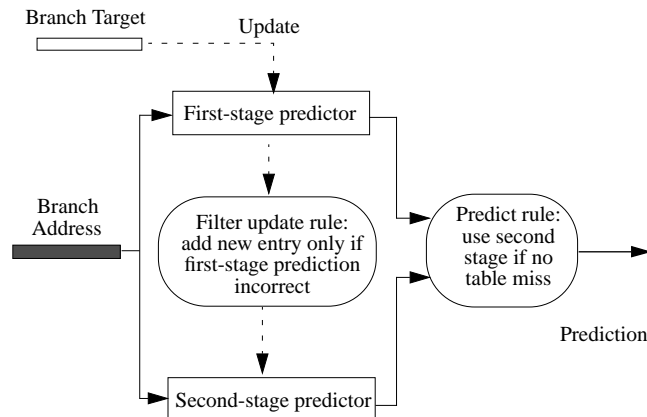 Branch Target
Update
First-stage predictor
Branch
Address
Filter update rule:
add new entry only if
first-stage prediction
incorrect
Predict rule:
use second
stage if no
table miss
Prediction
Second-stage predictor